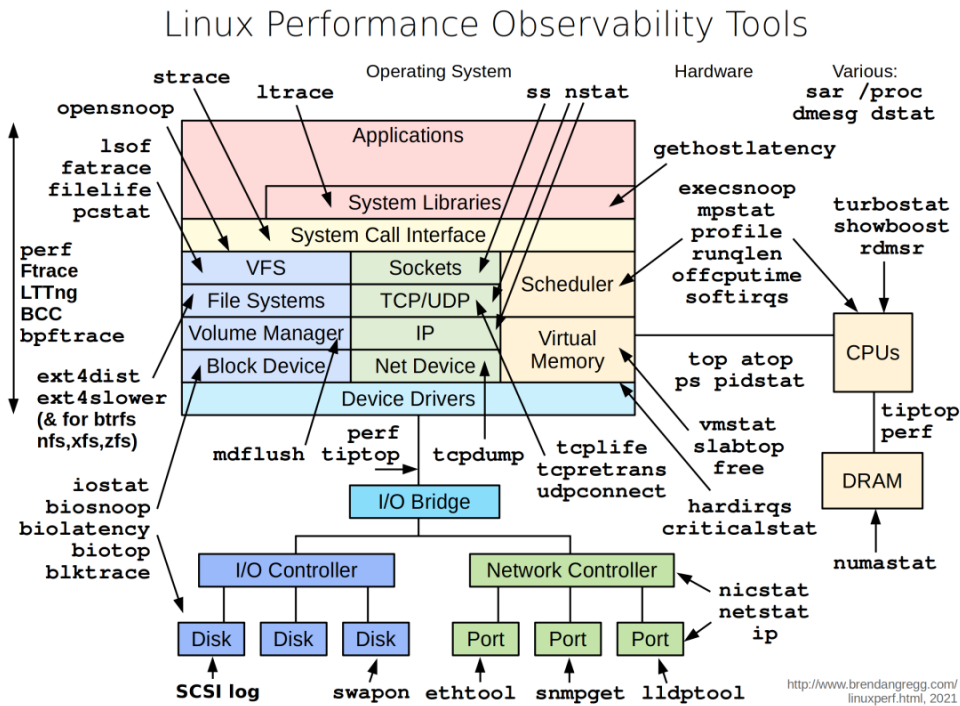 Linux Performance Observability Tools
Operating System
Hardware
Various:
sar /proc
dmesg dstat
strace
ltrace
ss nstat
opensnoop
lsof
fatrace
filelife
pcstat
gethostlatency
execsnoop
mpstat
profile
runqlen
offcputime
softirqs
turbostat
showboost
rdmsr
perf
Ftrace
LTTng
BCC
bpftrace
Applications
System Libraries
System Call Interface
VFS
Sockets
Scheduler
File Systems
TCP/UDP
Volume Manager
IP
Virtual
Memory
Block Device
Net Device
Device Drivers
CPUs
top atop
ps pidstat
ext4dist
ext4slower
(& for btrfs
nfs,xfs,zfs)
mdflush
perf
tiptop
tcpdump
tcplife
tcpretrans
udpconnect
vmstat
slabtop
free
tiptop
perf
DRAM
hardirqs
criticalstat
numastat
iostat
biosnoop
biolatency
biotop
blktrace
I/O Bridge
I/O Controller
Network Controller
nicstat
netstat
ip
Disk
Disk
Disk
Port
Port
Port
SCSI log
swapon
ethtool
snmpget
lldptool
http://www.brendangregg.com/
linuxperf.html, 2021